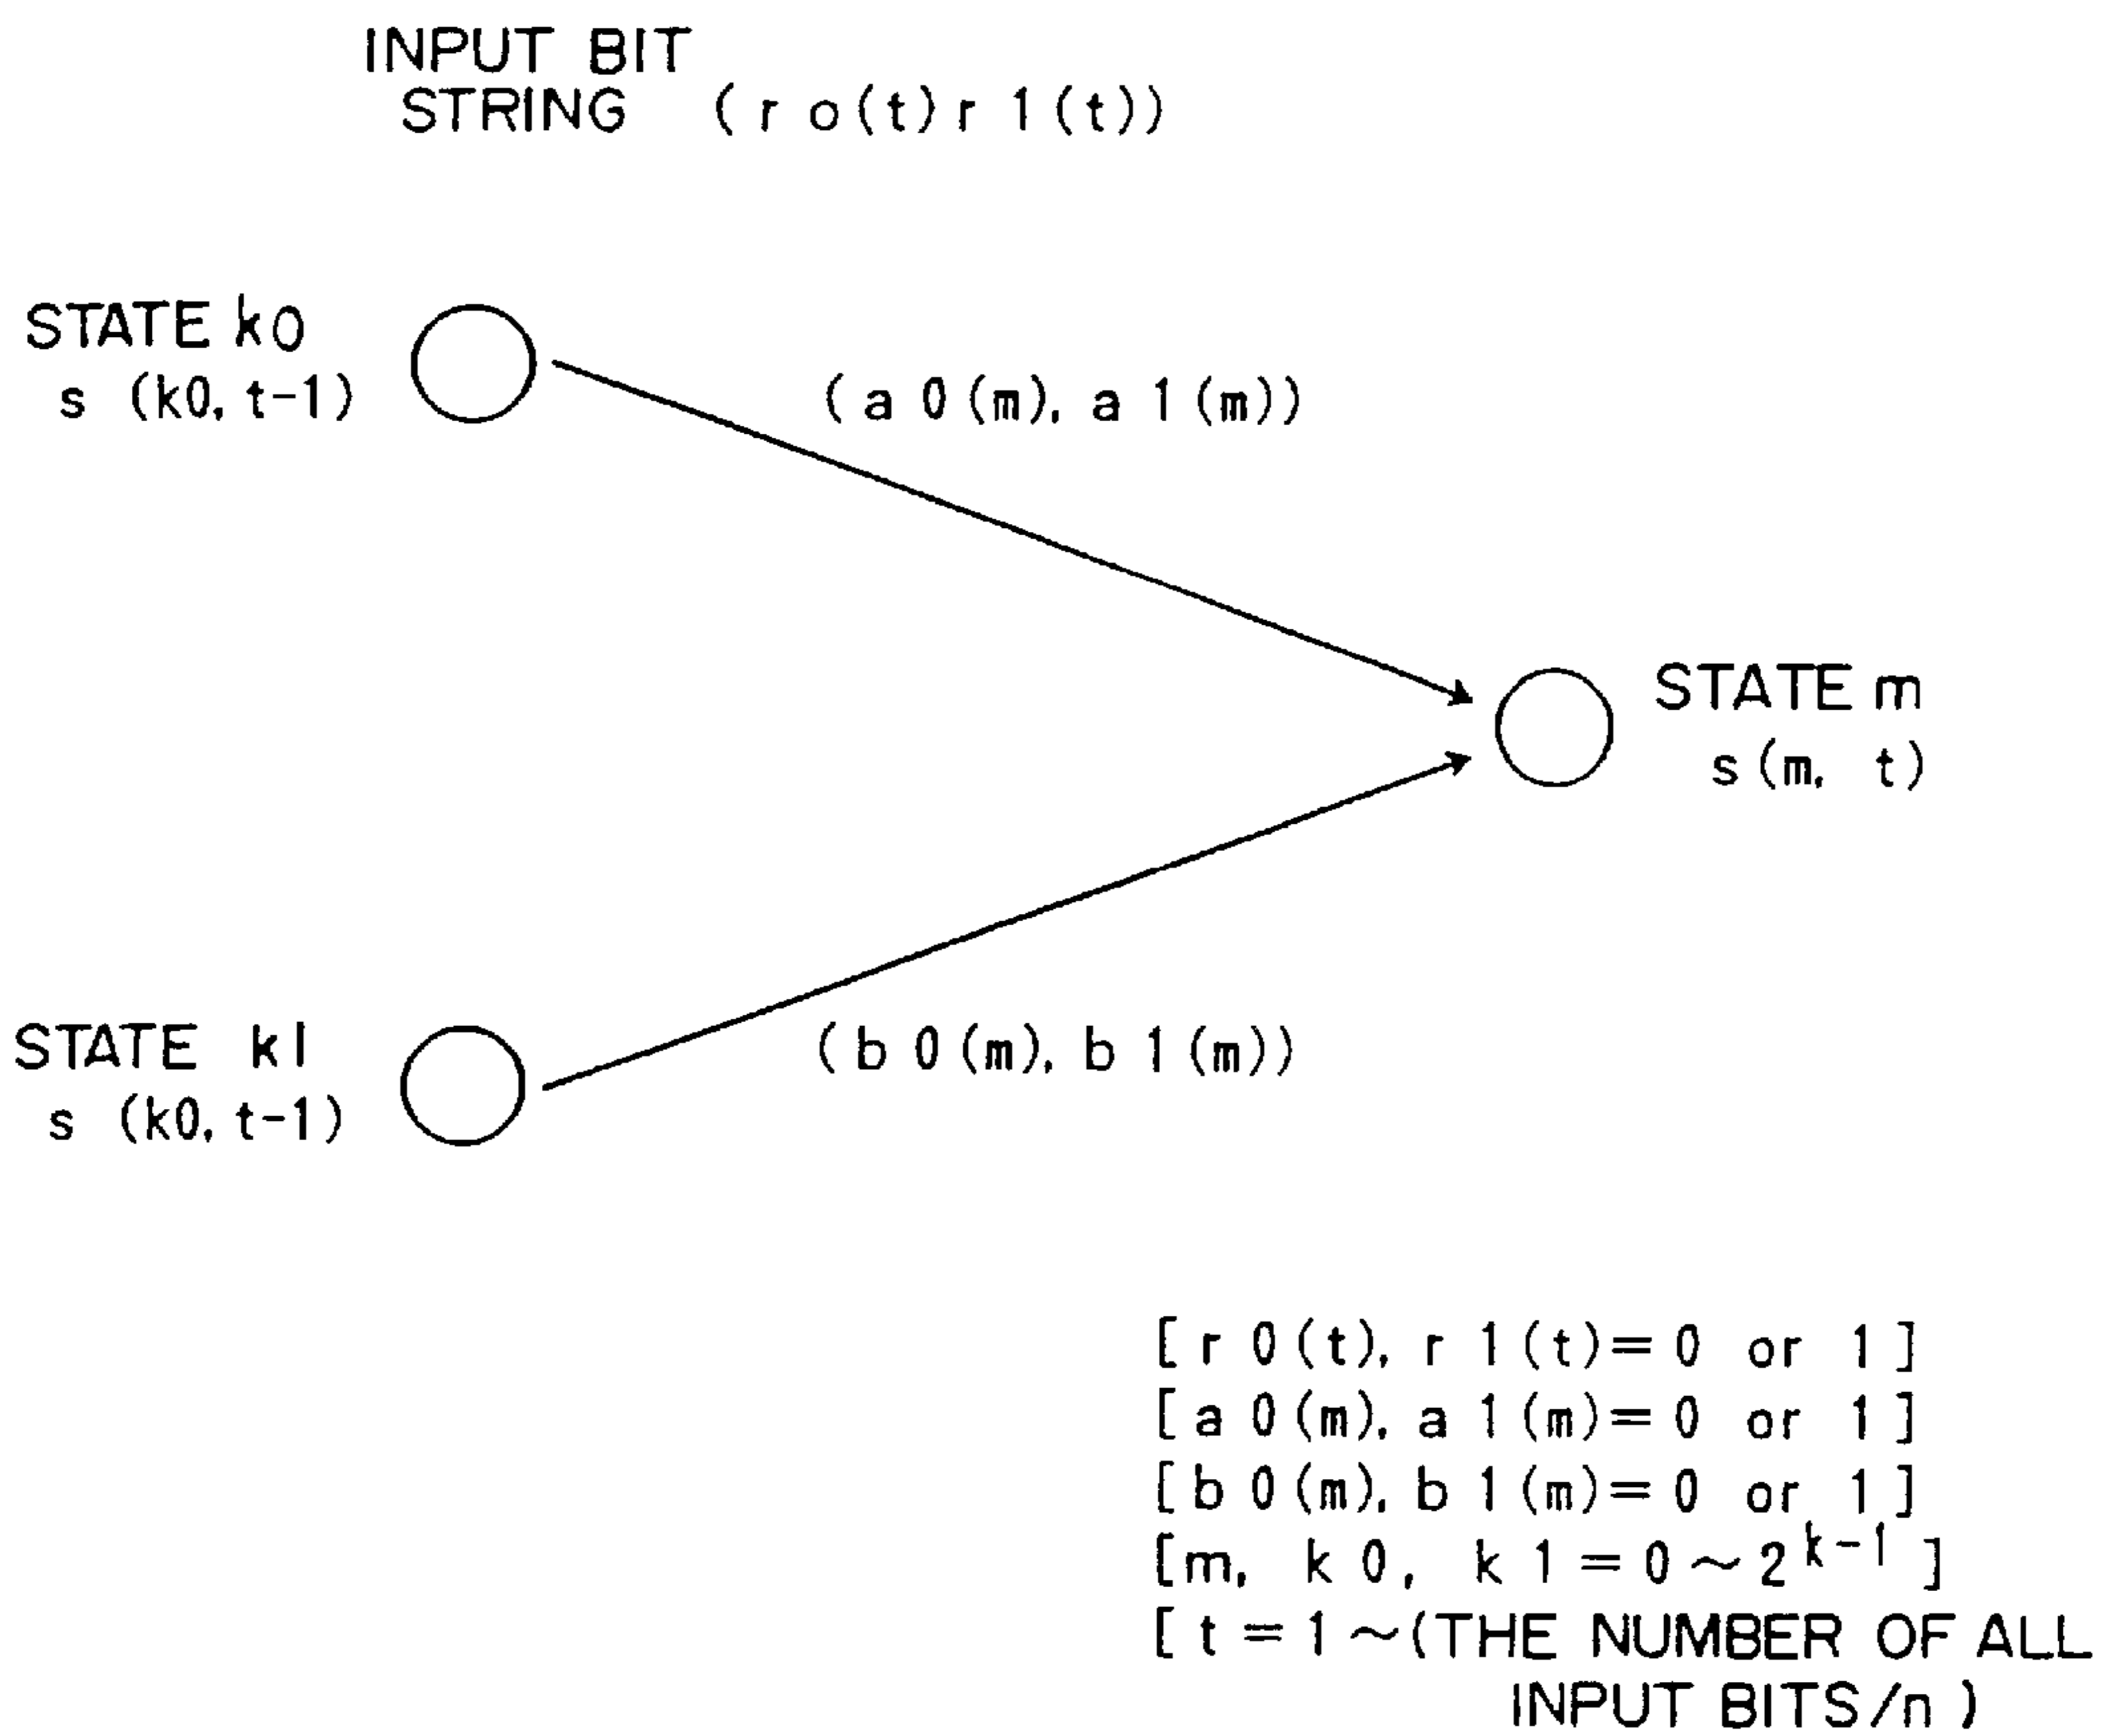 INPUT BIT
STRING (r o(t) r 1(t))
STATE k0
s (k0, t-1)
(a 0(m), a 1(m))
STATE m
s(m, t)
STATE k1
s (k0, t-1)
(b 0(m), b 1(m))
[r 0(t), r 1(t)=0 or 1]
[a 0(m), a 1(m)=0 or 1]
[b 0(m), b 1(m)=0 or 1]
[m, k 0, k 1=0~2^{k-1}]
[t=1~(THE NUMBER OF ALL
INPUT BITS/n)